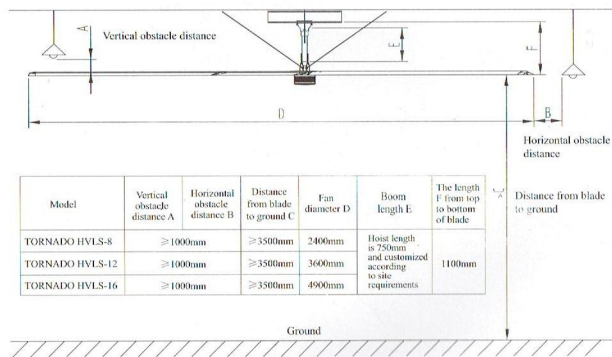 A
Vertical obstacle distance
E
F
D
B
Horizontal obstacle
distance
C
Distance from blade
to ground
Model
Vertical
obstacle
distance A
Horizontal
obstacle
distance B
Distance
from blade
to ground C
Fan
diameter D
Boom
length E
The length
F from top
to bottom
of blade
TORNADO HVLS-8
⩾1000mm
⩾3500mm
2400mm
Hoist length
is 750mm
and customized
according
to site
requirements
1100mm
TORNADO HVLS-12
⩾1000mm
⩾3500mm
3600mm
TORNADO HVLS-16
⩾1000mm
⩾3500mm
4900mm
Ground